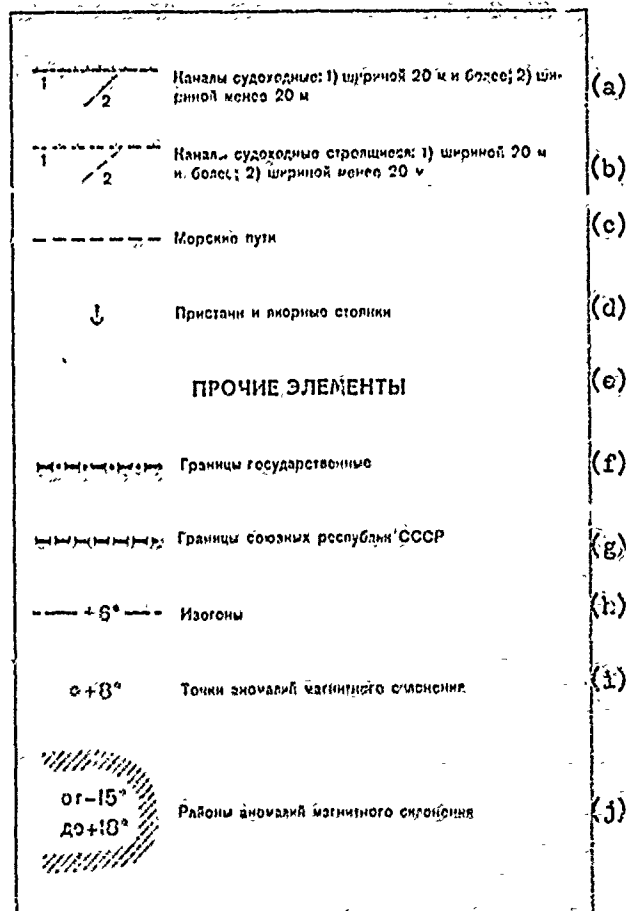 1 2 Каналы судоходные: 1) шириной 20 м и более; 2) ши- (a)
риной менее 20 м
1 2 Каналы судоходные строящиеся: 1) шириной 20 м (b)
и более; 2) шириной менее 20 м
Морские пути (c)
Пристани и якорные стоянки (d)
ПРОЧИЕ ЭЛЕМЕНТЫ (e)
Границы государственные (f)
Границы союзных республик СССР (g)
+6° Изогоны (h)
+8° Точки аномалий магнитного склонения (i)
от-15°
до+18° Районы аномалий магнитного склонения (j)